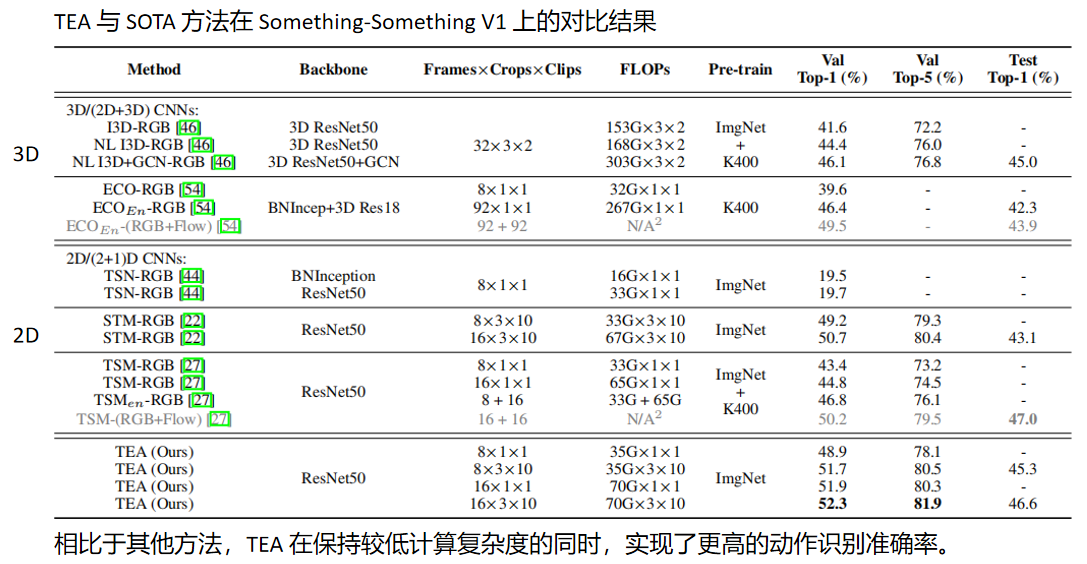 TEA 与 SOTA 方法在 Something-Something V1 上的对比结果
Method Backbone Frames×Crops×Clips FLOPs Pre-train Val Top-1 (%) Val Top-5 (%) Test Top-1 (%)
3D/(2D+3D) CNNs:
3D
I3D-RGB [46] 3D ResNet50 32×3×2 153G×3×2 ImgNet + K400 41.6 72.2 -
NL I3D-RGB [46] 3D ResNet50 168G×3×2 44.4 76.0 -
NL I3D+GCN-RGB [46] 3D ResNet50+GCN 303G×3×2 46.1 76.8 45.0
ECO-RGB [54] BNIncep+3D Res18 8×1×1 32G×1×1 K400 39.6 - -
ECO_En-RGB [54] 92×1×1 267G×1×1 46.4 - 42.3
ECO_En-(RGB+Flow) [54] 92 + 92 N/A² 49.5 - 43.9
2D/(2+1)D CNNs:
2D
TSN-RGB [44] BNInception 8×1×1 16G×1×1 ImgNet 19.5 - -
TSN-RGB [44] ResNet50 33G×1×1 19.7 - -
STM-RGB [22] ResNet50 8×3×10 33G×3×10 ImgNet 49.2 79.3 -
STM-RGB [22] 16×3×10 67G×3×10 50.7 80.4 43.1
TSM-RGB [27] ResNet50 8×1×1 33G×1×1 ImgNet + K400 43.4 73.2 -
TSM-RGB [27] 16×1×1 65G×1×1 44.8 74.5 -
TSM_en-RGB [27] 8 + 16 33G + 65G 46.8 76.1 -
TSM-(RGB+Flow) [27] 16 + 16 N/A² 50.2 79.5 47.0
TEA (Ours) ResNet50 8×1×1 35G×1×1 ImgNet 48.9 78.1 -
TEA (Ours) 8×3×10 35G×3×10 51.7 80.5 45.3
TEA (Ours) 16×1×1 70G×1×1 51.9 80.3 -
TEA (Ours) 16×3×10 70G×3×10 52.3 81.9 46.6
相比于其他方法，TEA 在保持较低计算复杂度的同时，实现了更高的动作识别准确率。